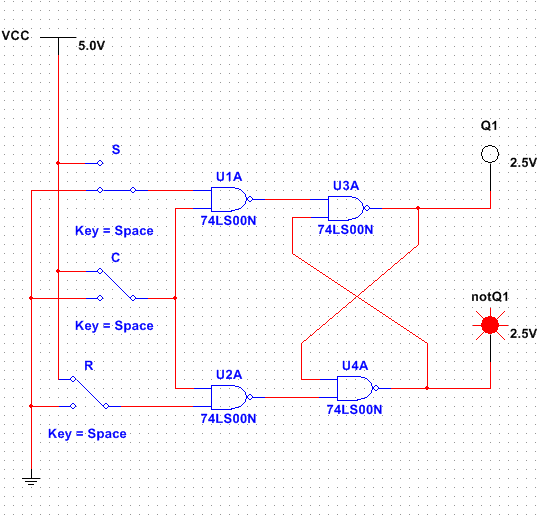 VCC
5.0V
S
Key = Space
C
Key = Space
R
Key = Space
U1A
74LS00N
U2A
74LS00N
U3A
74LS00N
U4A
74LS00N
Q1
2.5V
notQ1
2.5V